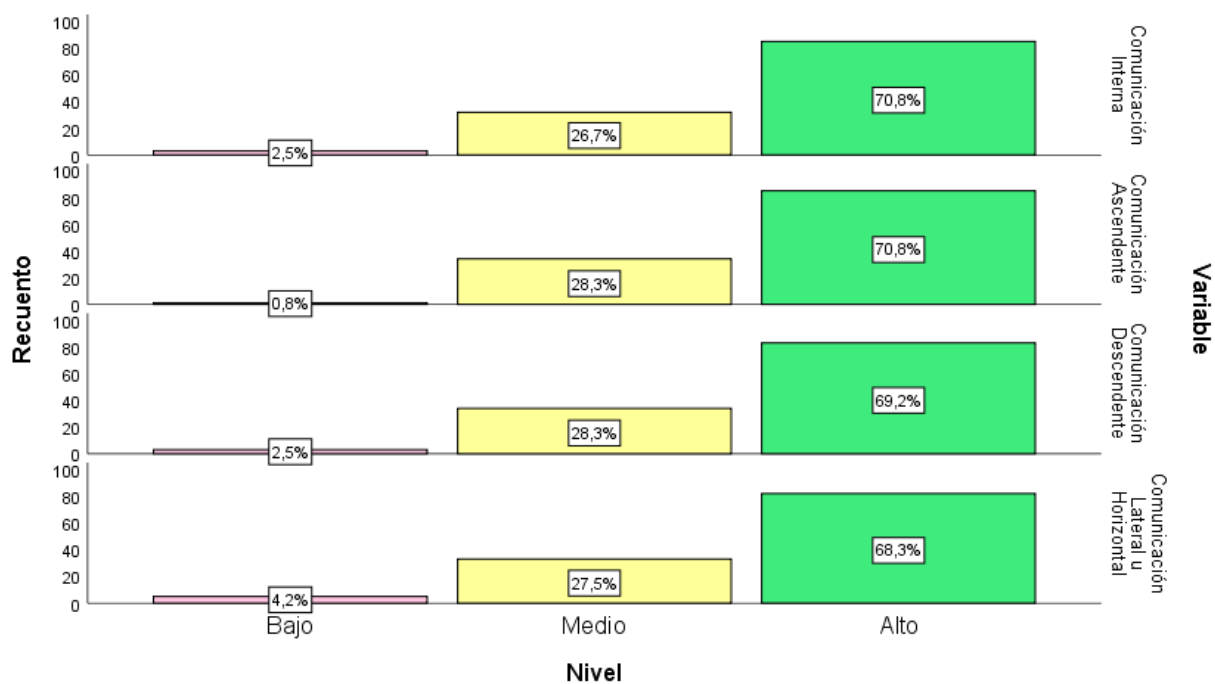 100
80
60
40
20
0
2,5%
26,7%
70,8%
Comunicación
Interna
100
80
60
40
20
0
0,8%
28,3%
70,8%
Comunicación
Ascendente
100
80
60
40
20
0
2,5%
28,3%
69,2%
Comunicación
Descendente
100
80
60
40
20
0
4,2%
27,5%
68,3%
Comunicación
Lateral u
Horizontal
Recuento
Variable
Bajo
Medio
Alto
Nivel